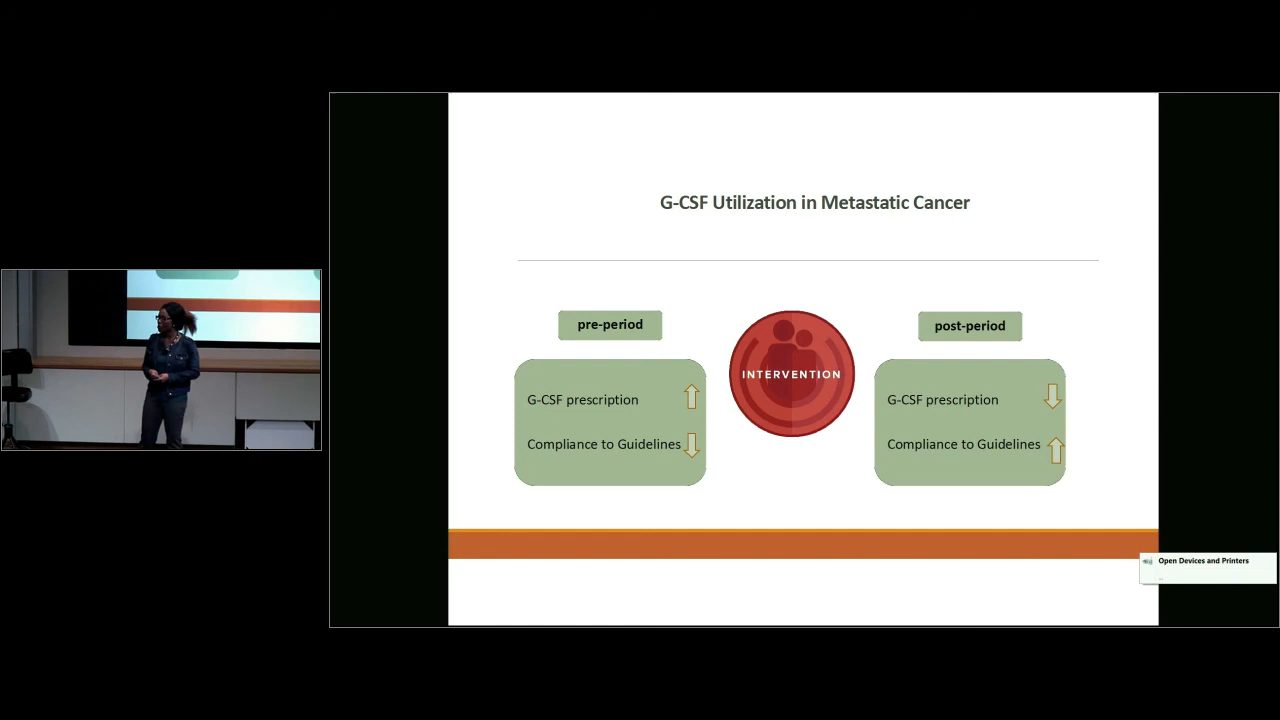 G-CSF Utilization in Metastatic Cancer
pre-period
INTERVENTION
post-period
G-CSF prescription
Compliance to Guidelines
G-CSF prescription
Compliance to Guidelines
Open Devices and Printers
...